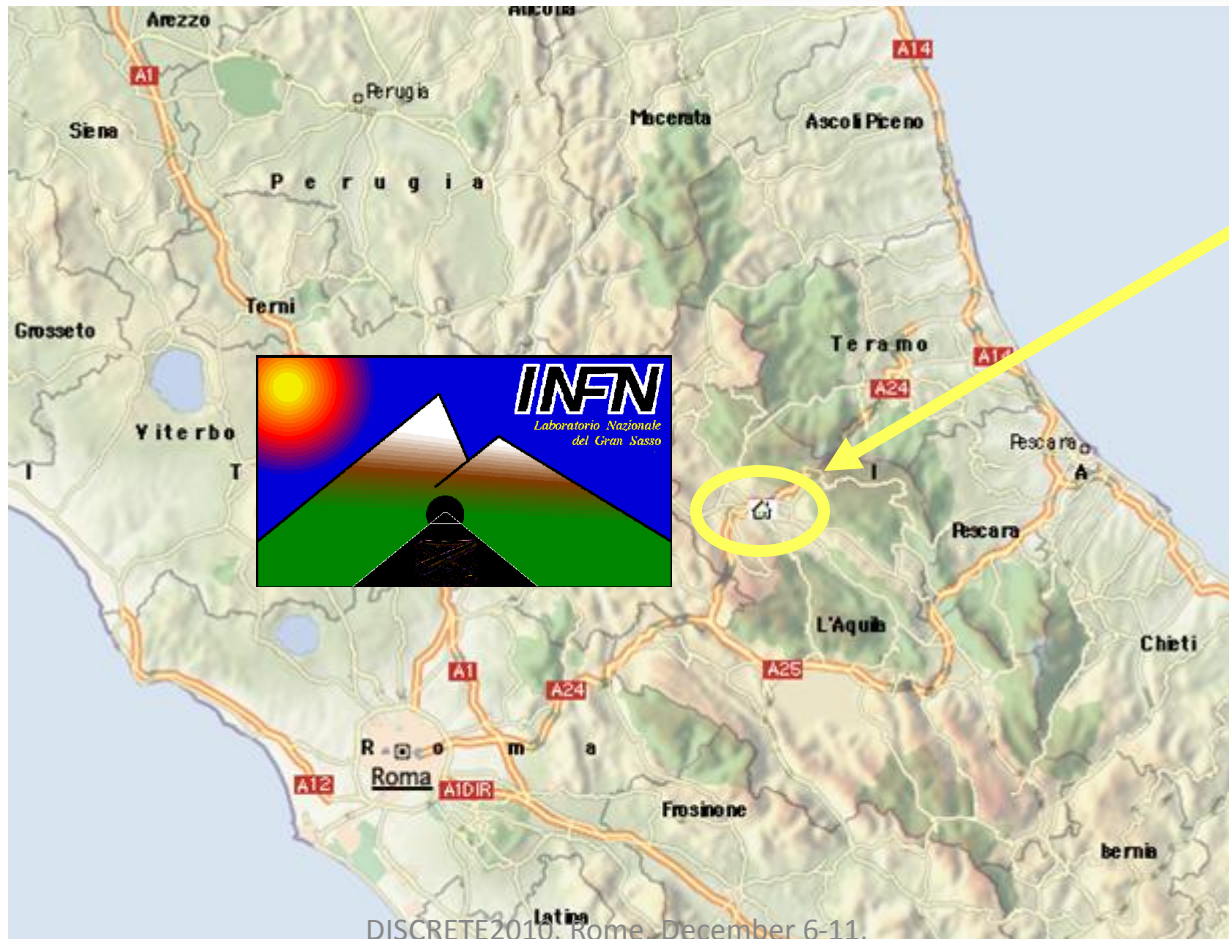 Arezzo
A14
A1
Perugia
Siena
Macerata
Ascoli Piceno
Perugia
Terni
Grosseto
Teramo
A14
A24
INFN
Laboratorio Nazionale
del Gran Sasso
Viterbo
Pescara
I T I A
Pescara
L'Aquila
Chieti
A1
A24
A25
Roma
Roma
A12
A1DIR
Frosinone
Isernia
Latina
DISCRETE2010, Rome, December 6-11,